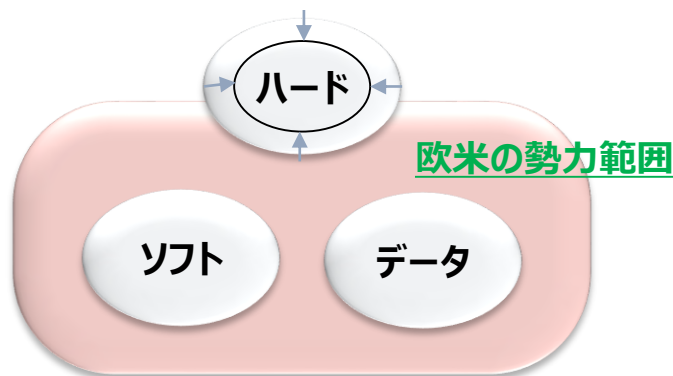 ハード
欧米の勢力範囲
ソフト
データ